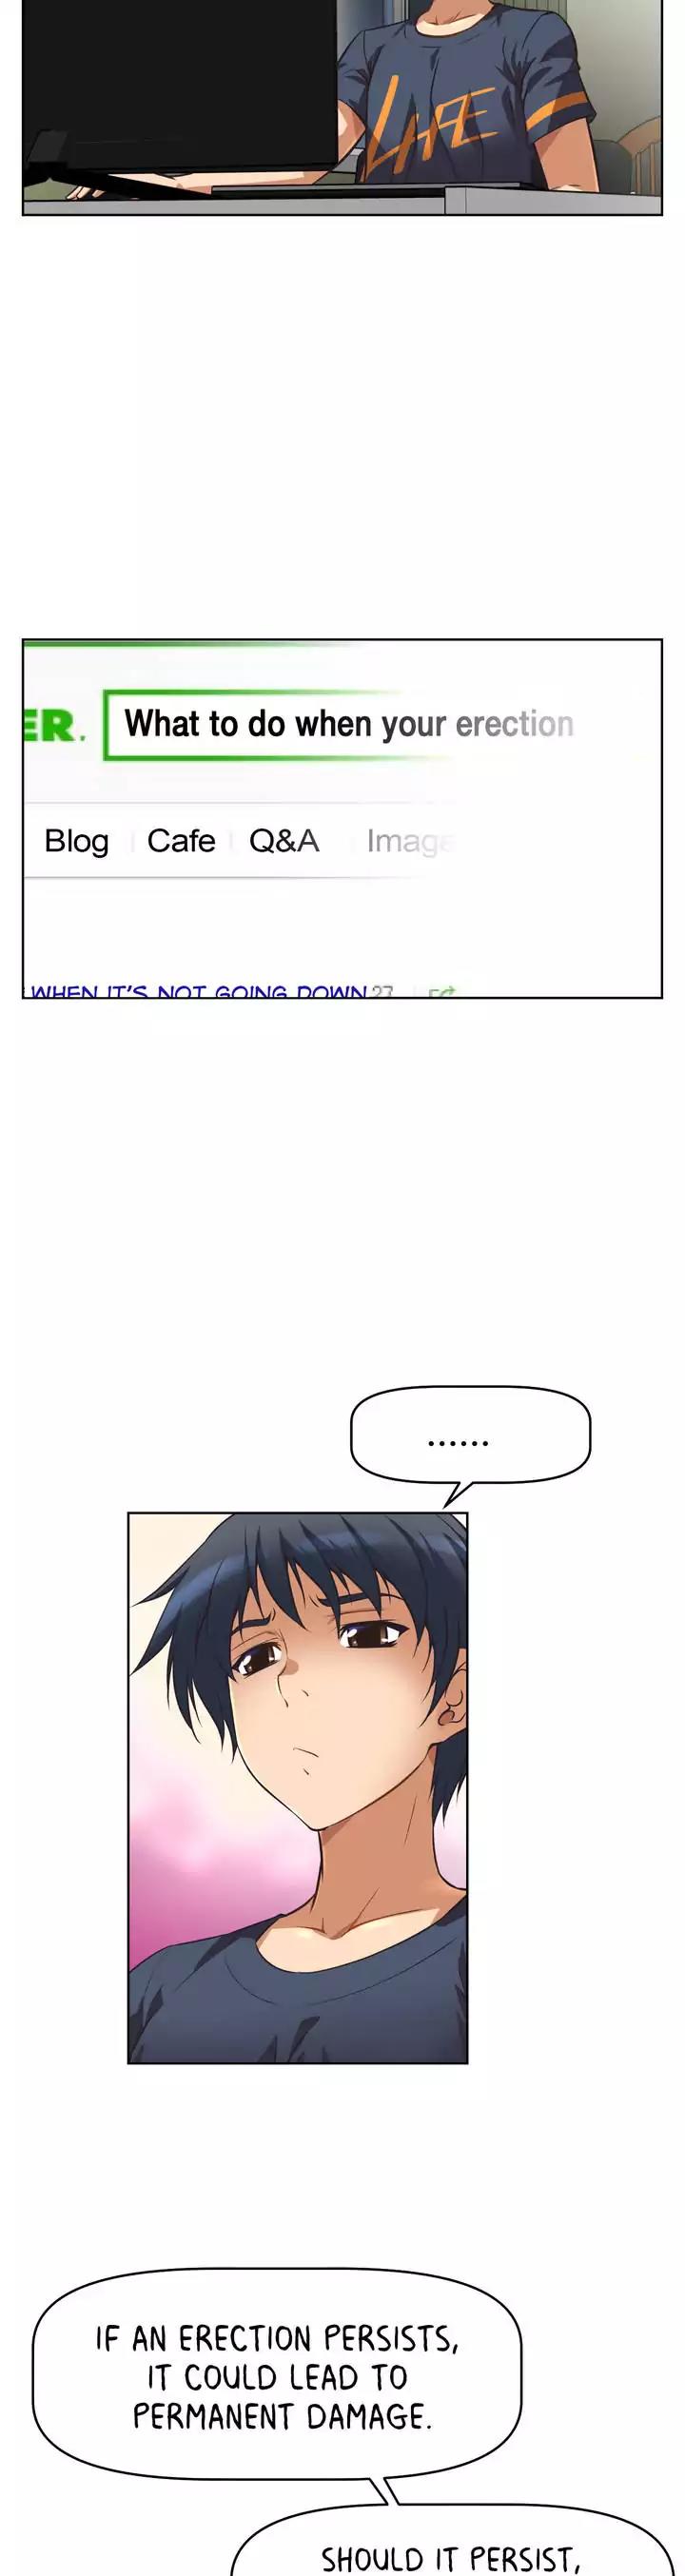 LIFE
ER.
What to do when your erection
Blog Cafe Q&A Image
WHEN IT'S NOT GOING DOWN 27
......
IF AN ERECTION PERSISTS,
IT COULD LEAD TO
PERMANENT DAMAGE.
SHOULD IT PERSIST,